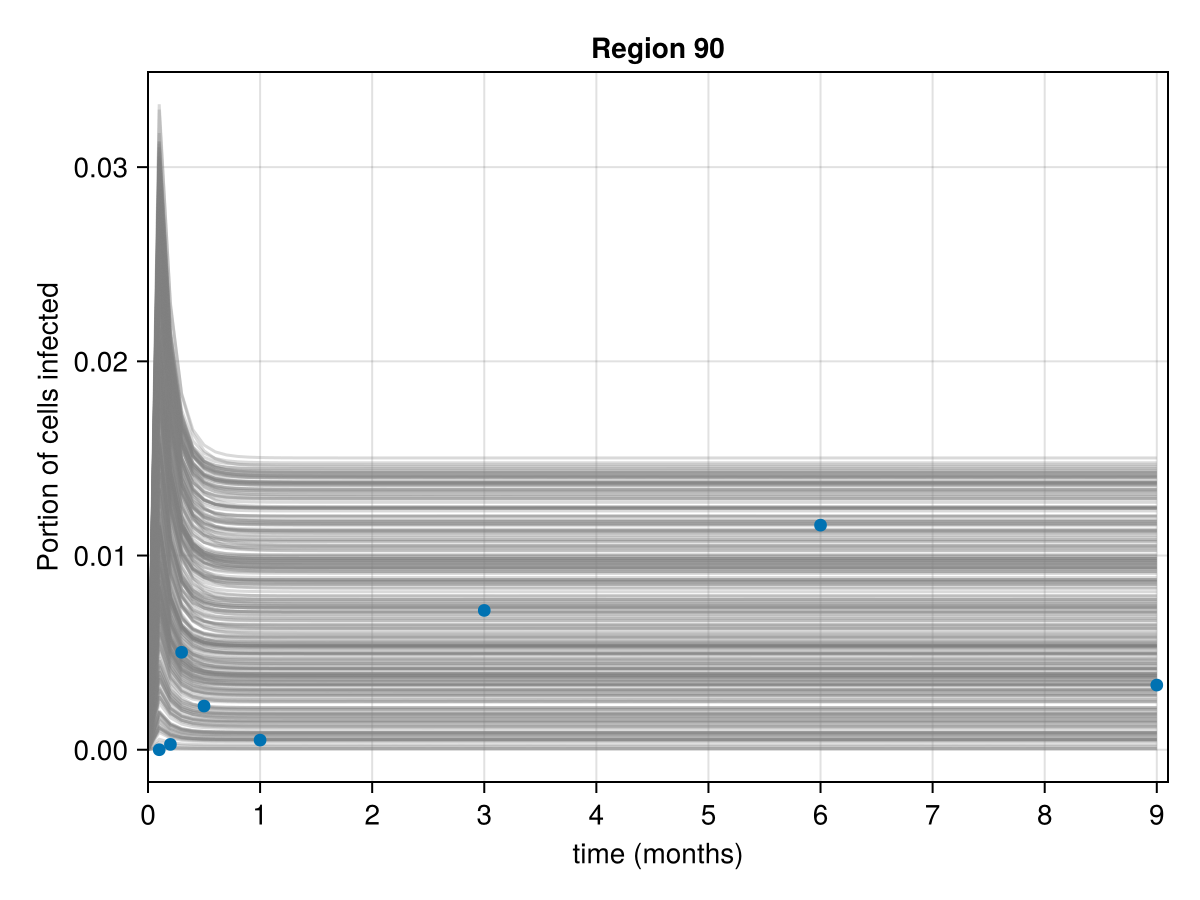 Region 90
Portion of cells infected
0.03
0.02
0.01
0.00
0 1 2 3 4 5 6 7 8 9
time (months)